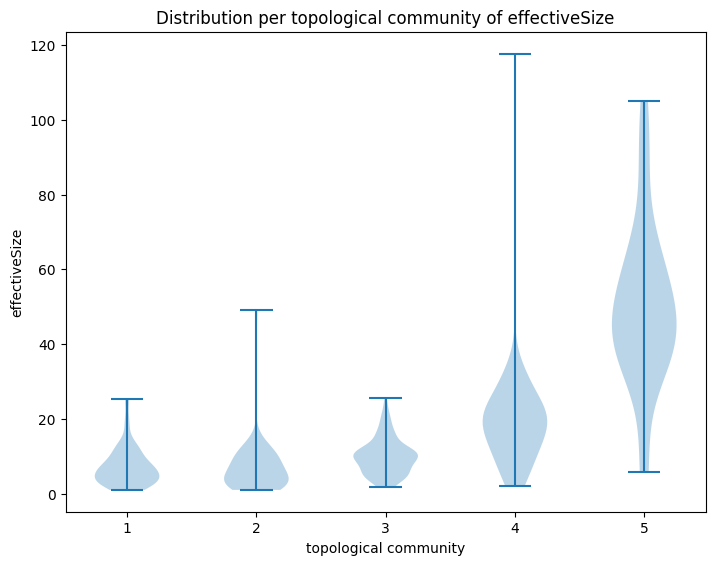 Distribution per topological community of effectiveSize
120
100
80
60
40
20
0
effectiveSize
1 2 3 4 5
topological community